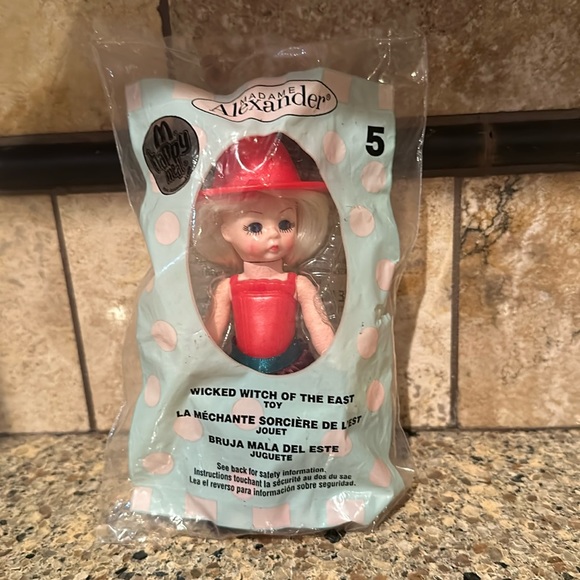 MADAME
Alexander®
5
m
happy
meal
WICKED WITCH OF THE EAST
TOY
LA MÉCHANTE SORCIÈRE DE L'EST
JOUET
BRUJA MALA DEL ESTE
JUGUETE
See back for safety information.
Instructions touchant la sécurité au dos du sac
Lea el reverso para información sobre seguridad.